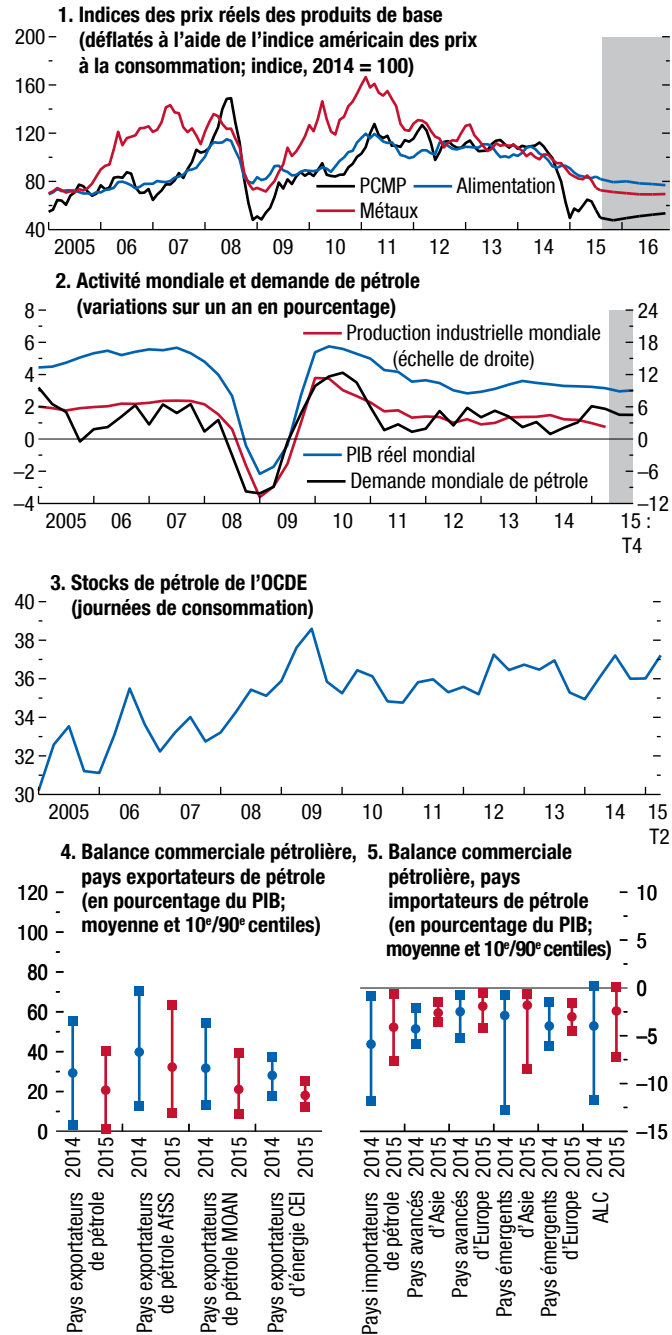 1. Indices des prix réels des produits de base
(déflatés à l'aide de l'indice américain des prix
à la consommation; indice, 2014 = 100)
200
160
120
80
40
PCMP
Alimentation
Métaux
2005 06 07 08 09 10 11 12 13 14 15 16
2. Activité mondiale et demande de pétrole
(variations sur un an en pourcentage)
8
6
4
2
0
–2
–4
24
18
12
6
0
–6
–12
Production industrielle mondiale
(échelle de droite)
PIB réel mondial
Demande mondiale de pétrole
2005 06 07 08 09 10 11 12 13 14 15 :
T4
3. Stocks de pétrole de l'OCDE
(journées de consommation)
40
38
36
34
32
30
2005 06 07 08 09 10 11 12 13 14 15
T2
4. Balance commerciale pétrolière,
pays exportateurs de pétrole
(en pourcentage du PIB;
moyenne et 10e/90e centiles)
120
100
80
60
40
20
0
2014 2015 2014 2015 2014 2015 2014 2015
Pays exportateurs
de pétrole
Pays exportateurs
de pétrole AfSS
Pays exportateurs
de pétrole MOAN
Pays exportateurs
d'énergie CEI
5. Balance commerciale
pétrolière, pays
importateurs de pétrole
(en pourcentage du PIB;
moyenne et 10e/90e centiles)
10
5
0
–5
–10
–15
2014 2015 2014 2015 2014 2015 2014 2015 2014 2015 2014 2015
Pays importateurs
de pétrole
Pays avancés
d'Asie
Pays avancés
d'Europe
Pays émergents
d'Asie
Pays émergents
d'Europe
ALC